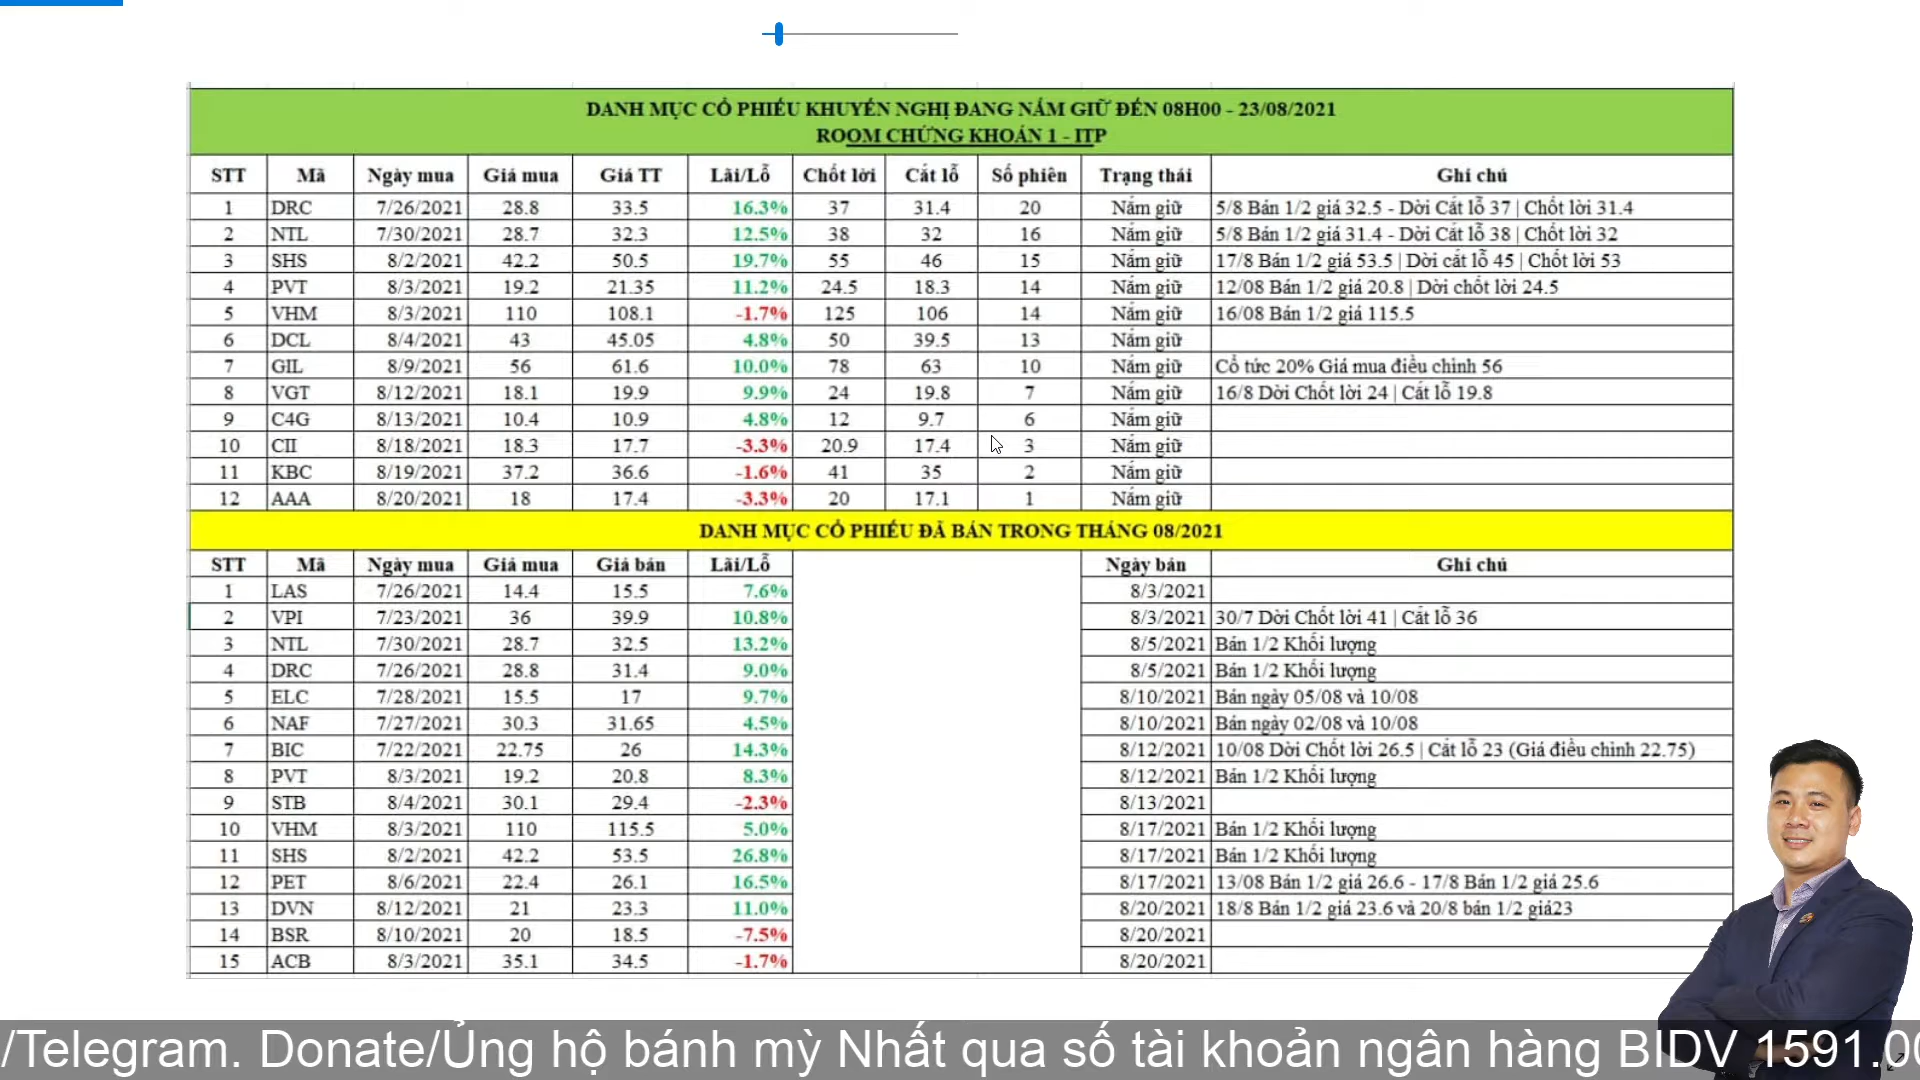 DANH MỤC CỔ PHIẾU KHUYẾN NGHỊ ĐANG NẮM GIỮ ĐẾN 08H00 - 23/08/2021
ROOM CHỨNG KHOÁN 1 - ITP
STT Mã Ngày mua Giá mua Giá TT Lãi/Lỗ Chốt lời Cắt lỗ Số phiên Trạng thái Ghi chú
1 DRC 7/26/2021 28.8 33.5 16.3% 37 31.4 20 Nắm giữ 5/8 Bán 1/2 giá 32.5 - Dời Cắt lỗ 37 | Chốt lời 31.4
2 NTL 7/30/2021 28.7 32.3 12.5% 38 32 16 Nắm giữ 5/8 Bán 1/2 giá 31.4 - Dời Cắt lỗ 38 | Chốt lời 32
3 SHS 8/2/2021 42.2 50.5 19.7% 55 46 15 Nắm giữ 17/8 Bán 1/2 giá 53.5 | Dời cắt lỗ 45 | Chốt lời 53
4 PVT 8/3/2021 19.2 21.35 11.2% 24.5 18.3 14 Nắm giữ 12/08 Bán 1/2 giá 20.8 | Dời chốt lời 24.5
5 VHM 8/3/2021 110 108.1 -1.7% 125 106 14 Nắm giữ 16/08 Bán 1/2 giá 115.5
6 DCL 8/4/2021 43 45.05 4.8% 50 39.5 13 Nắm giữ
7 GIL 8/9/2021 56 61.6 10.0% 78 63 10 Nắm giữ Cổ tức 20% Giá mua điều chỉnh 56
8 VGT 8/12/2021 18.1 19.9 9.9% 24 19.8 7 Nắm giữ 16/8 Dời Chốt lời 24 | Cắt lỗ 19.8
9 C4G 8/13/2021 10.4 10.9 4.8% 12 9.7 6 Nắm giữ
10 CII 8/18/2021 18.3 17.7 -3.3% 20.9 17.4 3 Nắm giữ
11 KBC 8/19/2021 37.2 36.6 -1.6% 41 35 2 Nắm giữ
12 AAA 8/20/2021 18 17.4 -3.3% 20 17.1 1 Nắm giữ
DANH MỤC CỔ PHIẾU ĐÃ BÁN TRONG THÁNG 08/2021
STT Mã Ngày mua Giá mua Giá bán Lãi/Lỗ Ngày bán Ghi chú
1 LAS 7/26/2021 14.4 15.5 7.6% 8/3/2021
2 VPI 7/23/2021 36 39.9 10.8% 8/3/2021 30/7 Dời Chốt lời 41 | Cắt lỗ 36
3 NTL 7/30/2021 28.7 32.5 13.2% 8/5/2021 Bán 1/2 Khối lượng
4 DRC 7/26/2021 28.8 31.4 9.0% 8/5/2021 Bán 1/2 Khối lượng
5 ELC 7/28/2021 15.5 17 9.7% 8/10/2021 Bán ngày 05/08 và 10/08
6 NAF 7/27/2021 30.3 31.65 4.5% 8/10/2021 Bán ngày 02/08 và 10/08
7 BIC 7/22/2021 22.75 26 14.3% 8/12/2021 10/08 Dời Chốt lời 26.5 | Cắt lỗ 23 (Giá điều chỉnh 22.75)
8 PVT 8/3/2021 19.2 20.8 8.3% 8/12/2021 Bán 1/2 Khối lượng
9 STB 8/4/2021 30.1 29.4 -2.3% 8/13/2021
10 VHM 8/3/2021 110 115.5 5.0% 8/17/2021 Bán 1/2 Khối lượng
11 SHS 8/2/2021 42.2 53.5 26.8% 8/17/2021 Bán 1/2 Khối lượng
12 PET 8/6/2021 22.4 26.1 16.5% 8/17/2021 13/08 Bán 1/2 giá 26.6 - 17/8 Bán 1/2 giá 25.6
13 DVN 8/12/2021 21 23.3 11.0% 8/20/2021 18/8 Bán 1/2 giá 23.6 và 20/8 bán 1/2 giá23
14 BSR 8/10/2021 20 18.5 -7.5% 8/20/2021
15 ACB 8/3/2021 35.1 34.5 -1.7% 8/20/2021
/Telegram. Donate/Ủng hộ bánh mỳ Nhất qua số tài khoản ngân hàng BIDV 1591.00